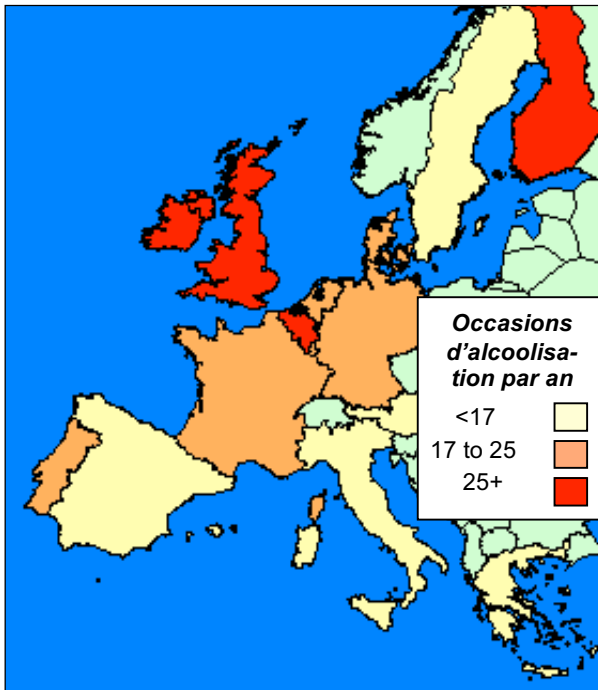 Occasions
d'alcoolisa-
tion par an
<17
17 to 25
25+